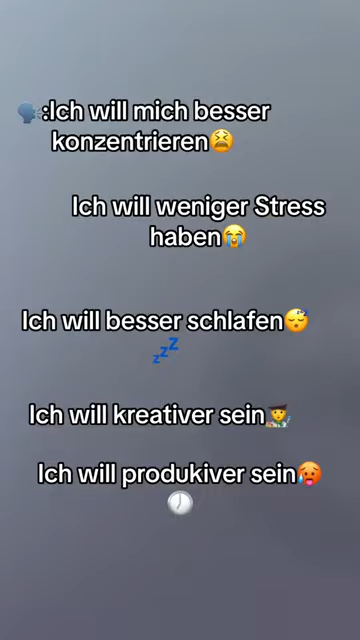 🗣️:Ich will mich besser
konzentrieren😫
Ich will weniger Stress
haben😭
Ich will besser schlafen😴
💤
Ich will kreativer sein🧑‍🎨
Ich will produkiver sein🥵
🕖